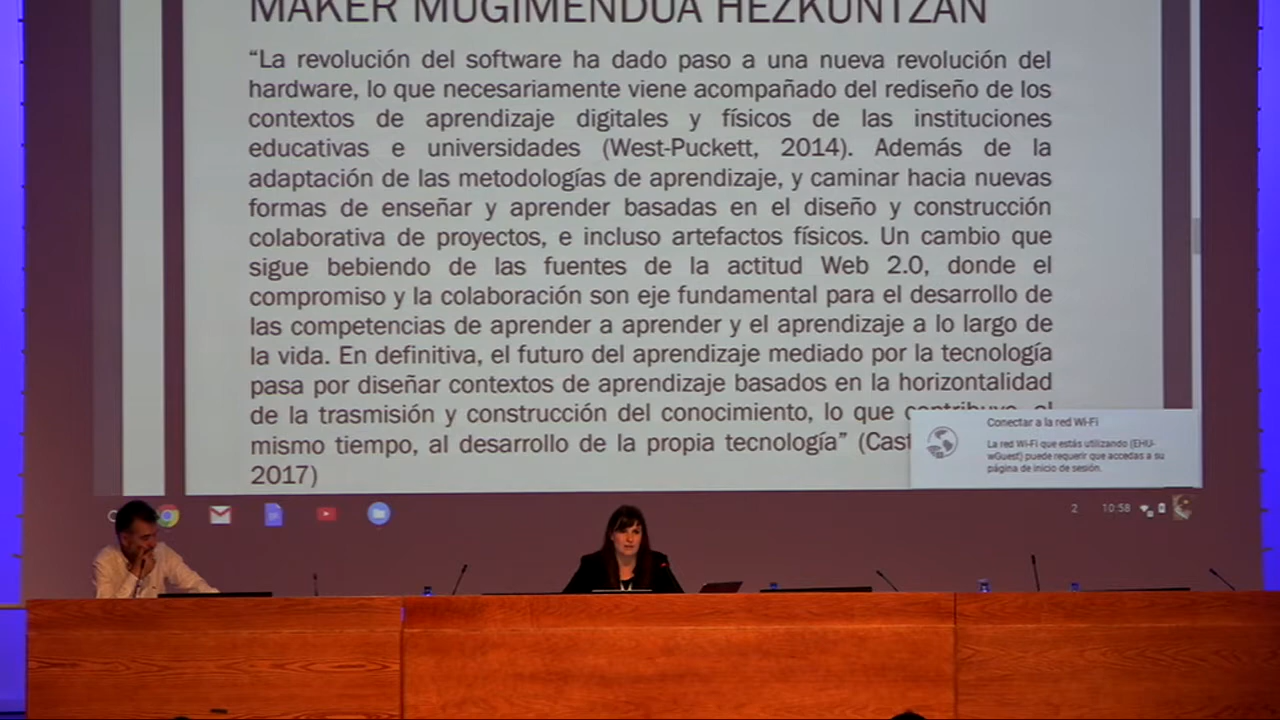 MAKER MUGIMENDUA HEZKUNTZAN
“La revolución del software ha dado paso a una nueva revolución del
hardware, lo que necesariamente viene acompañado del rediseño de los
contextos de aprendizaje digitales y físicos de las instituciones
educativas e universidades (West-Puckett, 2014). Además de la
adaptación de las metodologías de aprendizaje, y caminar hacia nuevas
formas de enseñar y aprender basadas en el diseño y construcción
colaborativa de proyectos, e incluso artefactos físicos. Un cambio que
sigue bebiendo de las fuentes de la actitud Web 2.0, donde el
compromiso y la colaboración son eje fundamental para el desarrollo de
las competencias de aprender a aprender y el aprendizaje a lo largo de
la vida. En definitiva, el futuro del aprendizaje mediado por la tecnología
pasa por diseñar contextos de aprendizaje basados en la horizontalidad
de la trasmisión y construcción del conocimiento, lo que contribuye, al
mismo tiempo, al desarrollo de la propia tecnología” (Cast
2017)
Conectar a la red Wi-Fi
La red Wi-Fi que estás utilizando (EHU-
wGuest) puede requerir que accedas a su
página de inicio de sesión.
2 10:58